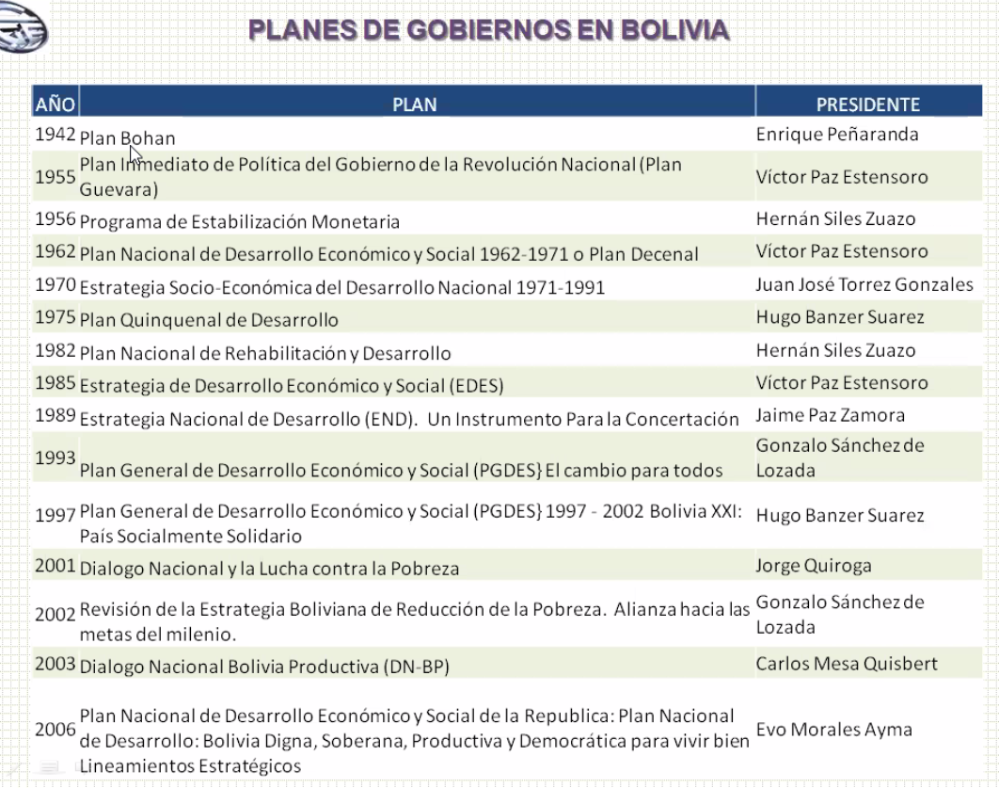 PLANES DE GOBIERNOS EN BOLIVIA
AÑO PLAN PRESIDENTE
1942 Plan Bohan Enrique Peñaranda
1955 Plan Inmediato de Política del Gobierno de la Revolución Nacional (Plan
Guevara) Víctor Paz Estensoro
1956 Programa de Estabilización Monetaria Hernán Siles Zuazo
1962 Plan Nacional de Desarrollo Económico y Social 1962-1971 o Plan Decenal Víctor Paz Estensoro
1970 Estrategia Socio-Económica del Desarrollo Nacional 1971-1991 Juan José Torrez Gonzales
1975 Plan Quinquenal de Desarrollo Hugo Banzer Suarez
1982 Plan Nacional de Rehabilitación y Desarrollo Hernán Siles Zuazo
1985 Estrategia de Desarrollo Económico y Social (EDES) Víctor Paz Estensoro
1989 Estrategia Nacional de Desarrollo (END). Un Instrumento Para la Concertación Jaime Paz Zamora
1993 Plan General de Desarrollo Económico y Social (PGDES} El cambio para todos Gonzalo Sánchez de
Lozada
1997 Plan General de Desarrollo Económico y Social (PGDES} 1997 - 2002 Bolivia XXI:
País Socialmente Solidario Hugo Banzer Suarez
2001 Dialogo Nacional y la Lucha contra la Pobreza Jorge Quiroga
2002 Revisión de la Estrategia Boliviana de Reducción de la Pobreza. Alianza hacia las
metas del milenio. Gonzalo Sánchez de
Lozada
2003 Dialogo Nacional Bolivia Productiva (DN-BP) Carlos Mesa Quisbert
2006 Plan Nacional de Desarrollo Económico y Social de la Republica: Plan Nacional
de Desarrollo: Bolivia Digna, Soberana, Productiva y Democrática para vivir bien
Lineamientos Estratégicos Evo Morales Ayma